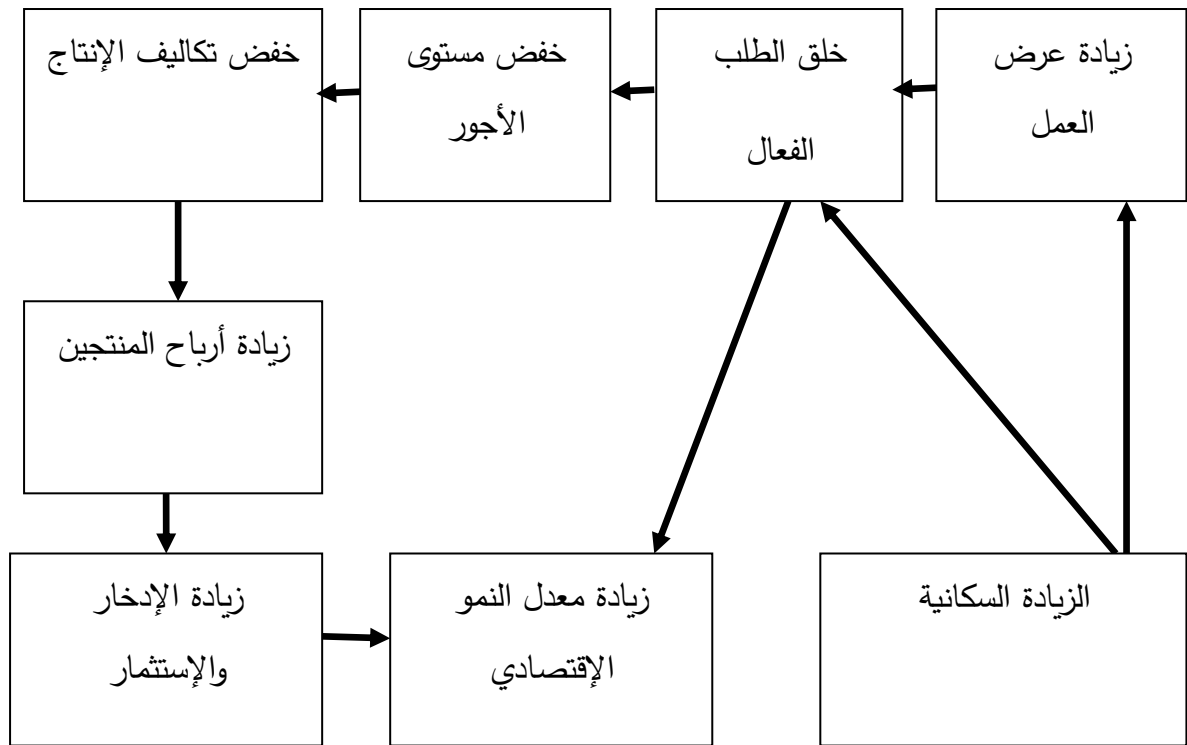 زيادة عرض
العمل
خلق الطلب
الفعال
خفض مستوى
الأجور
خفض تكاليف الإنتاج
زيادة أرباح المنتجين
الزيادة السكانية
زيادة معدل النمو
الإقتصادي
زيادة الإدخار
والإستثمار